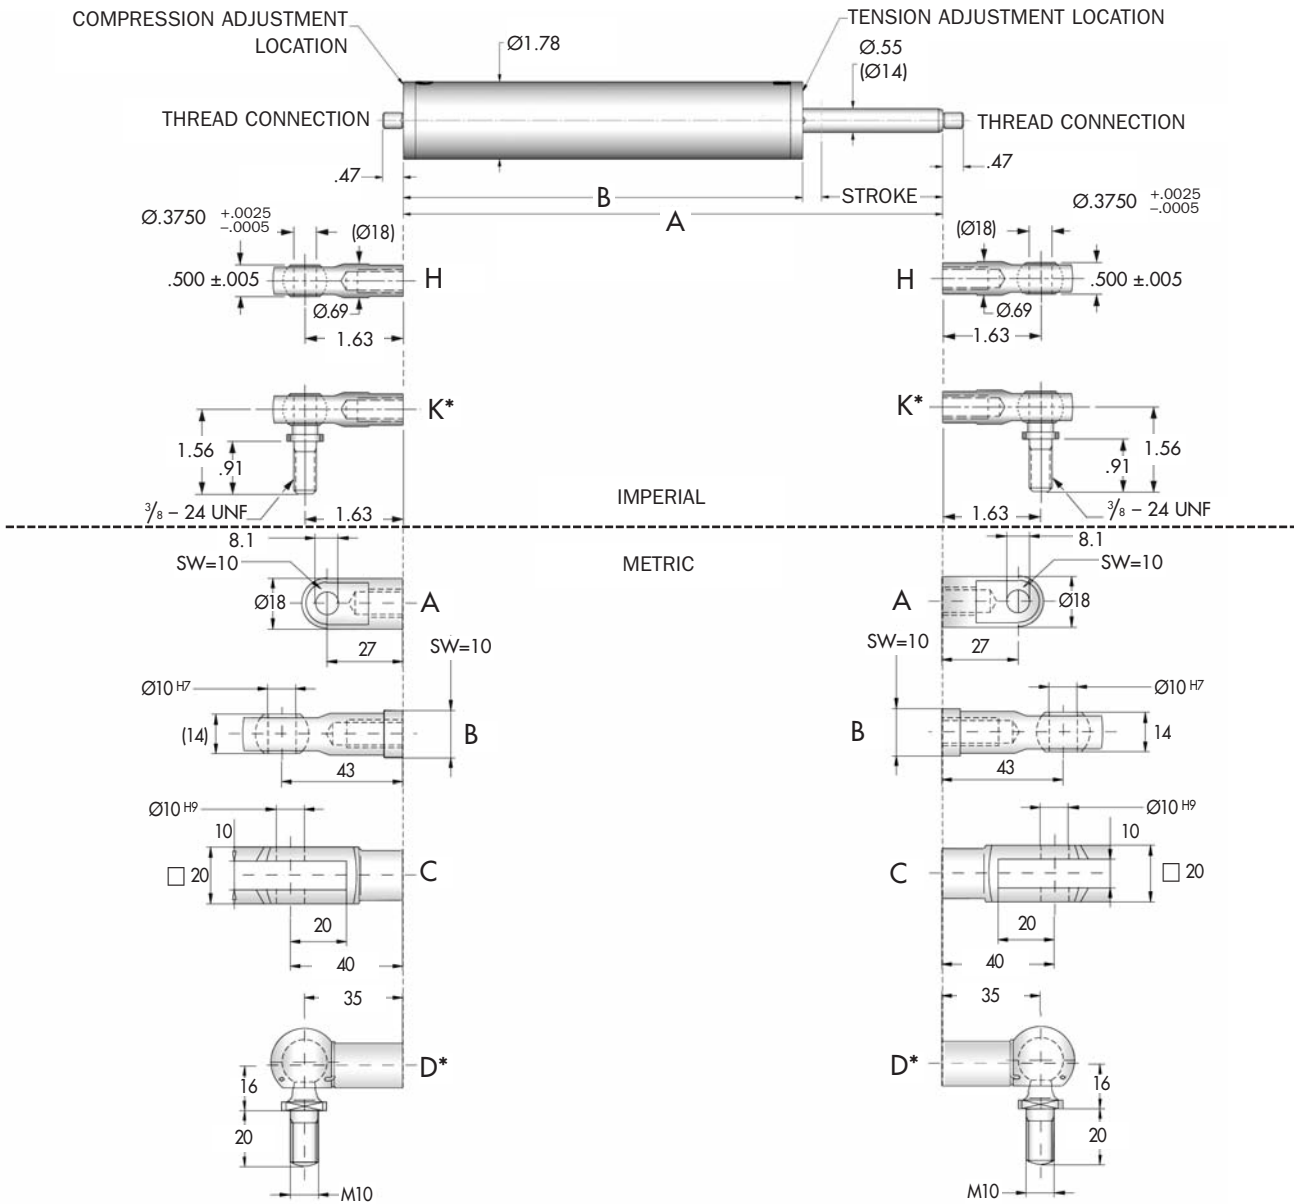 COMPRESSION ADJUSTMENT
LOCATION
TENSION ADJUSTMENT LOCATION
Ø1.78
Ø.55
(Ø14)
THREAD CONNECTION
THREAD CONNECTION
.47
.47
B
STROKE
A
Ø.3750 +.0025
–.0005
(Ø18)
.500 ±.005
H
Ø.69
1.63
Ø.3750 +.0025
–.0005
(Ø18)
H
.500 ±.005
Ø.69
1.63
K*
1.56
.91
3/8 – 24 UNF
1.63
K*
1.56
.91
1.63
3/8 – 24 UNF
IMPERIAL
METRIC
8.1
SW=10
Ø18
A
27
8.1
SW=10
A
Ø18
27
SW=10
Ø10 H7
(14)
B
43
SW=10
Ø10 H7
B
14
43
Ø10 H9
10
□ 20
C
20
40
Ø10 H9
10
C
□ 20
20
40
35
D*
16
20
M10
35
D*
16
20
M10